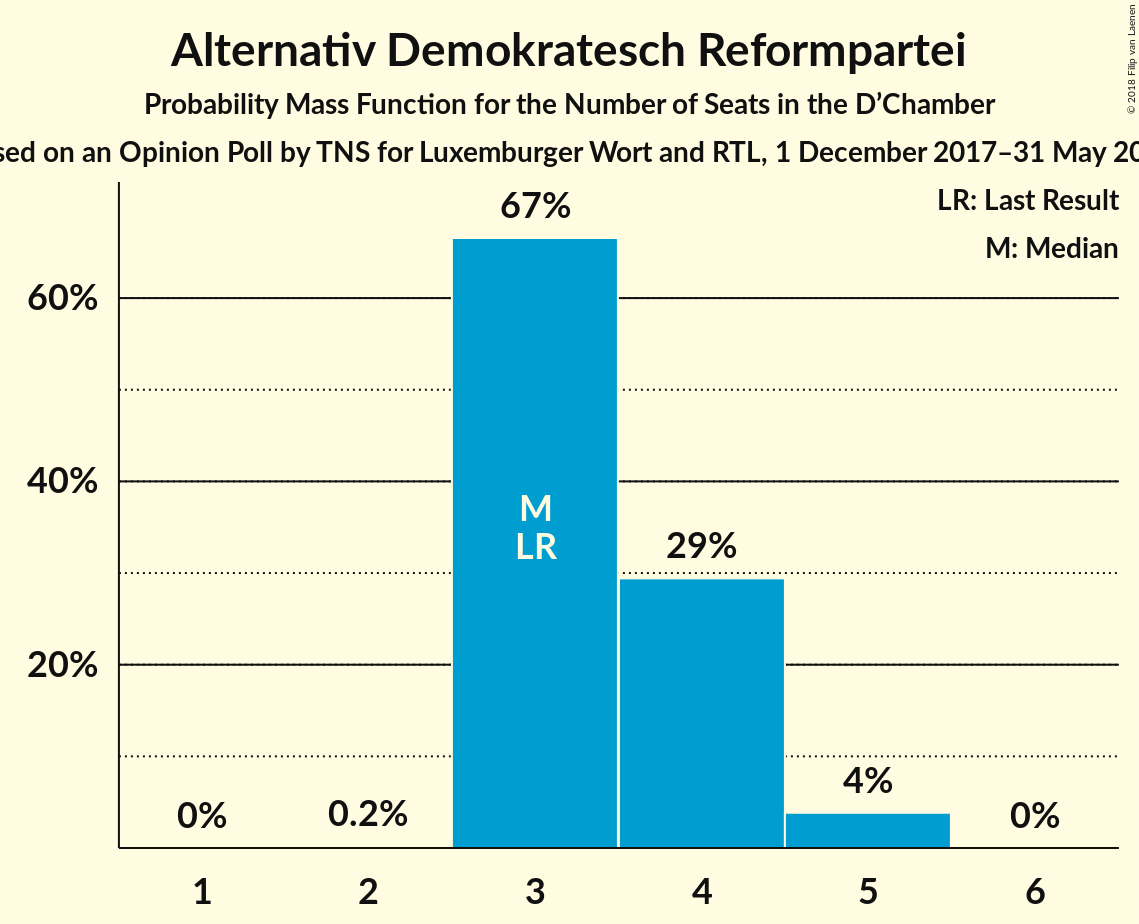 Alternativ Demokratesch Reformpartei
Probability Mass Function for the Number of Seats in the D’Chamber
sed on an Opinion Poll by TNS for Luxemburger Wort and RTL, 1 December 2017–31 May 20
© 2018 Filip van Laenen
LR: Last Result
M: Median
67%
60%
40%
M
LR
29%
20%
4%
0%
0.2%
0%
1 2 3 4 5 6